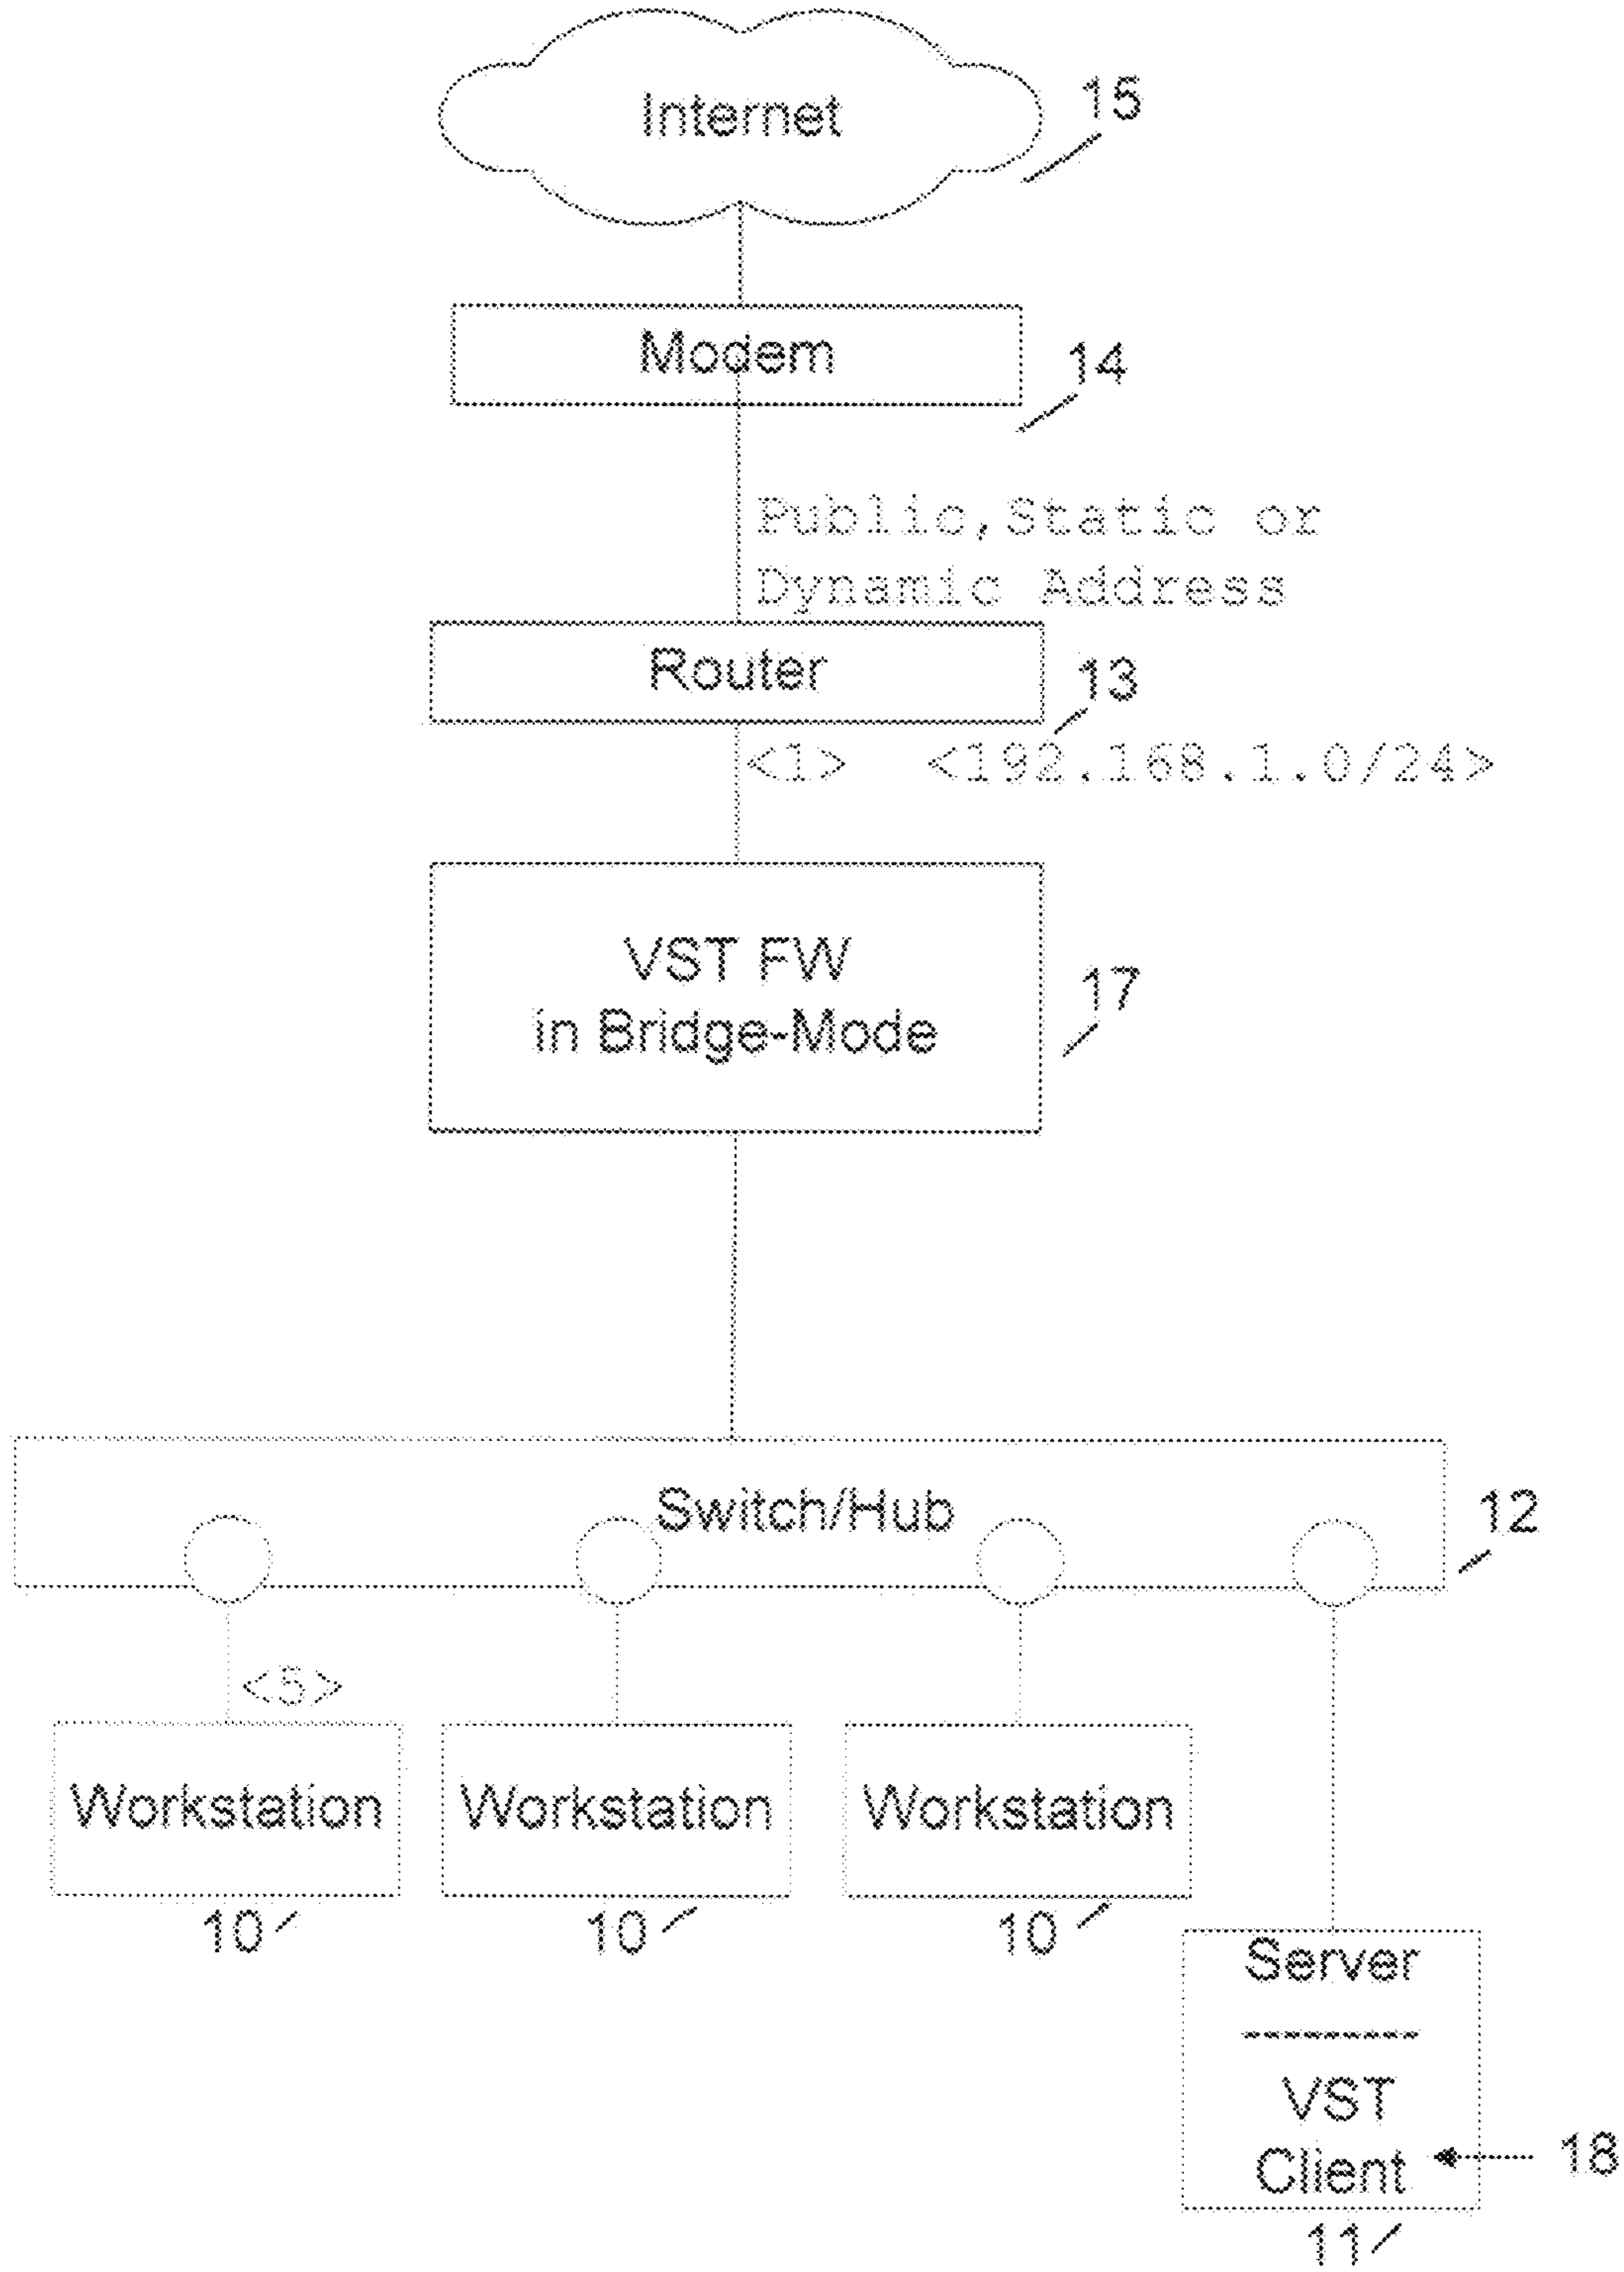 Internet
15
Modem
14
Public,Static or
Dynamic Address
Router
13
<1> <192.168.1.0/24>
VST FW
in Bridge-Mode
17
Switch/Hub
12
<5>
Workstation Workstation Workstation
10 10 10
Server
VST
Client
18
11